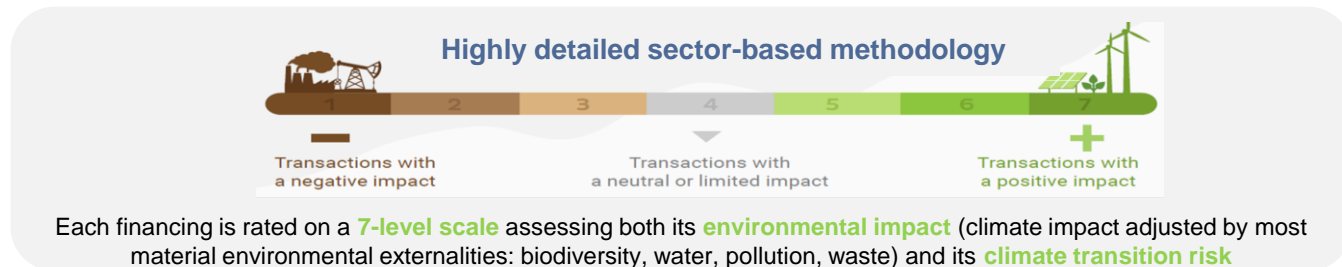 Highly detailed sector-based methodology
1 2 3 4 5 6 7
Transactions with
a negative impact
Transactions with
a neutral or limited impact
Transactions with
a positive impact
Each financing is rated on a 7-level scale assessing both its environmental impact (climate impact adjusted by most
material environmental externalities: biodiversity, water, pollution, waste) and its climate transition risk